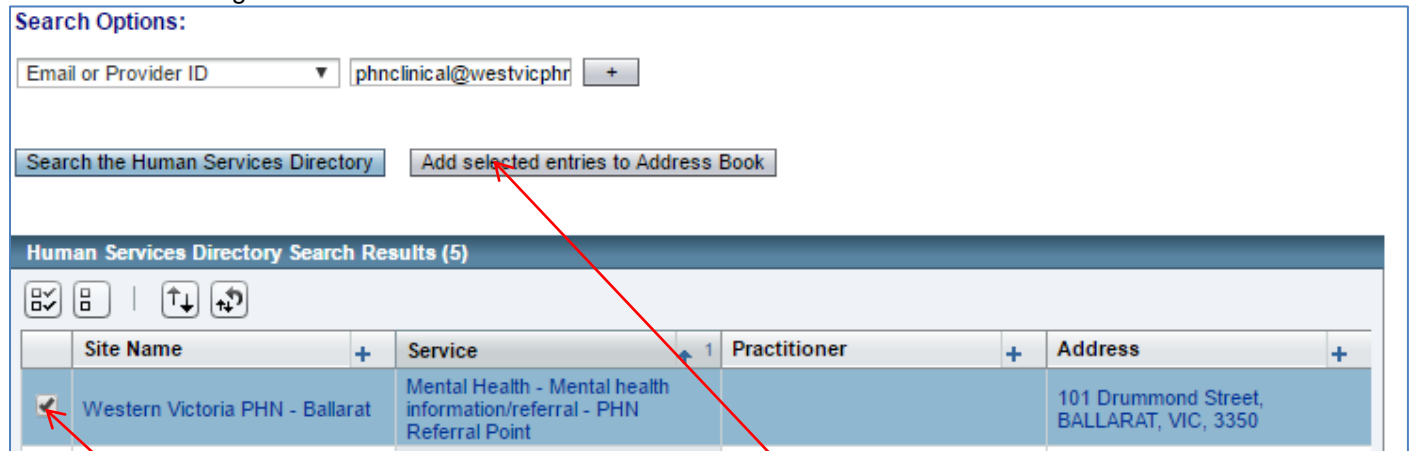 Search Options:
Email or Provider ID ▼ phnclinical@westvicphr +
Search the Human Services Directory Add selected entries to Address Book
Human Services Directory Search Results (5)
Site Name + Service 1 Practitioner + Address +
Western Victoria PHN - Ballarat
Mental Health - Mental health
information/referral - PHN
Referral Point
101 Drummond Street,
BALLARAT, VIC, 3350